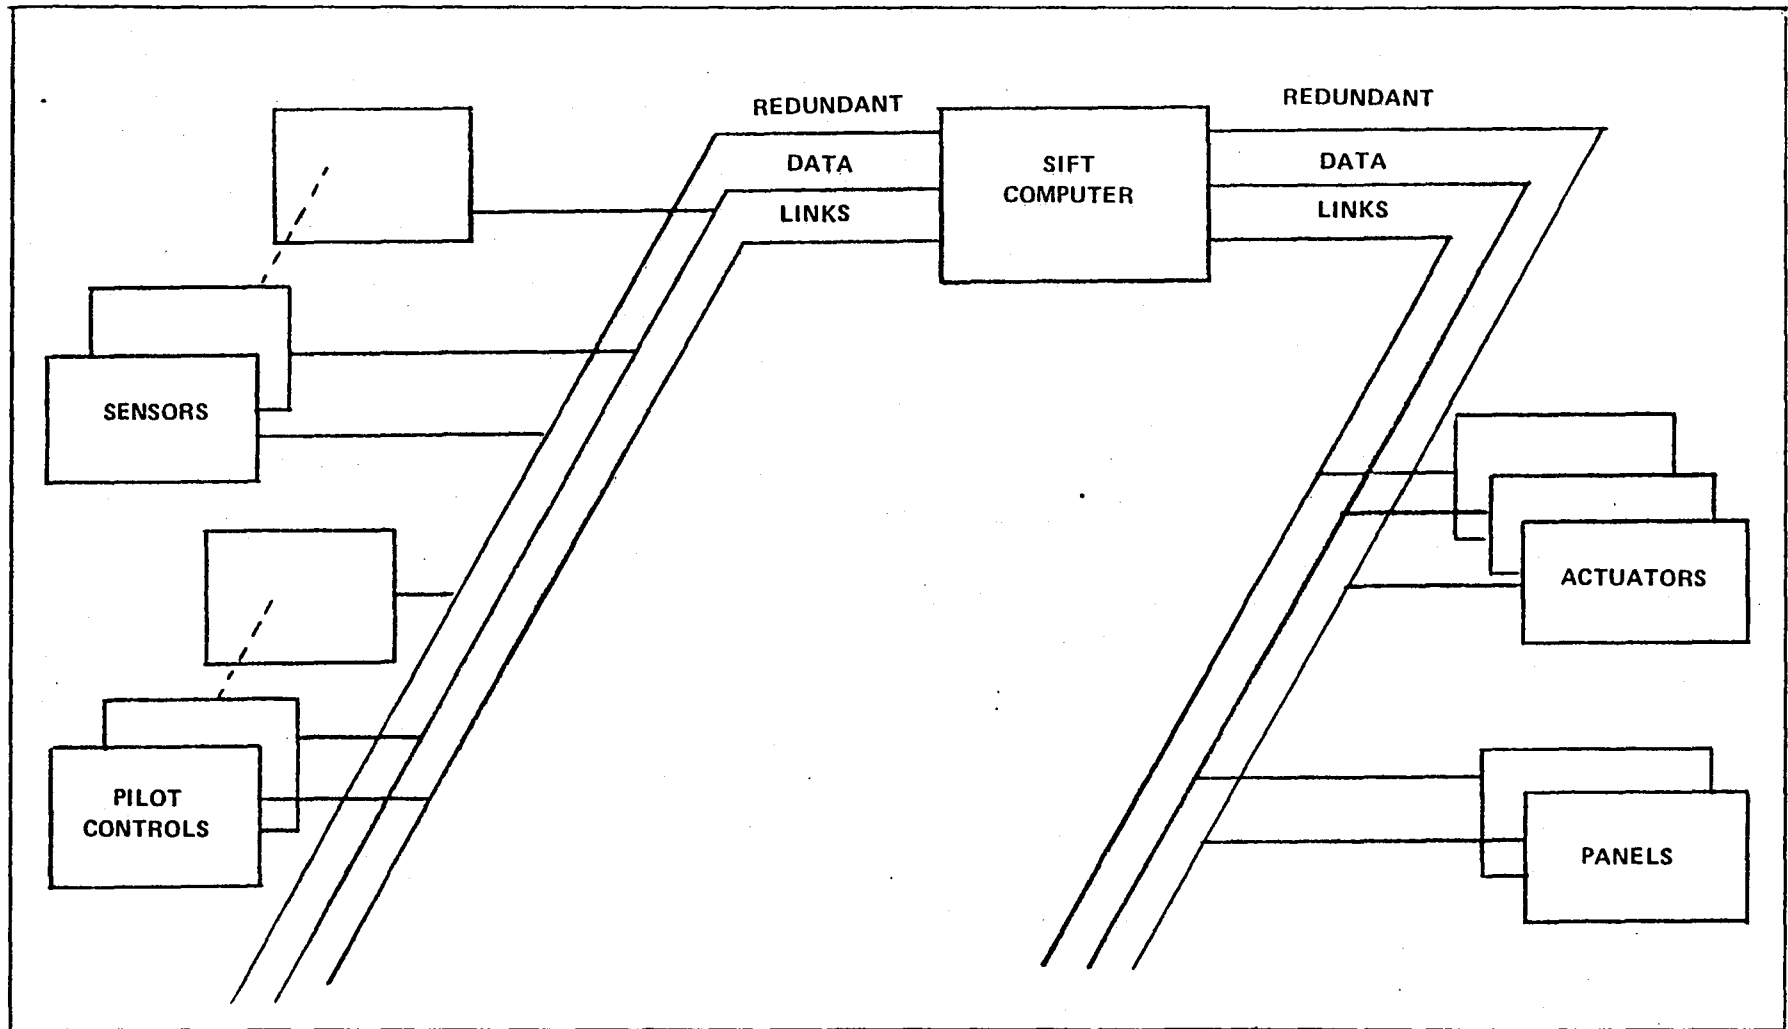 REDUNDANT
DATA
LINKS
SIFT
COMPUTER
REDUNDANT
DATA
LINKS
SENSORS
ACTUATORS
PILOT
CONTROLS
PANELS